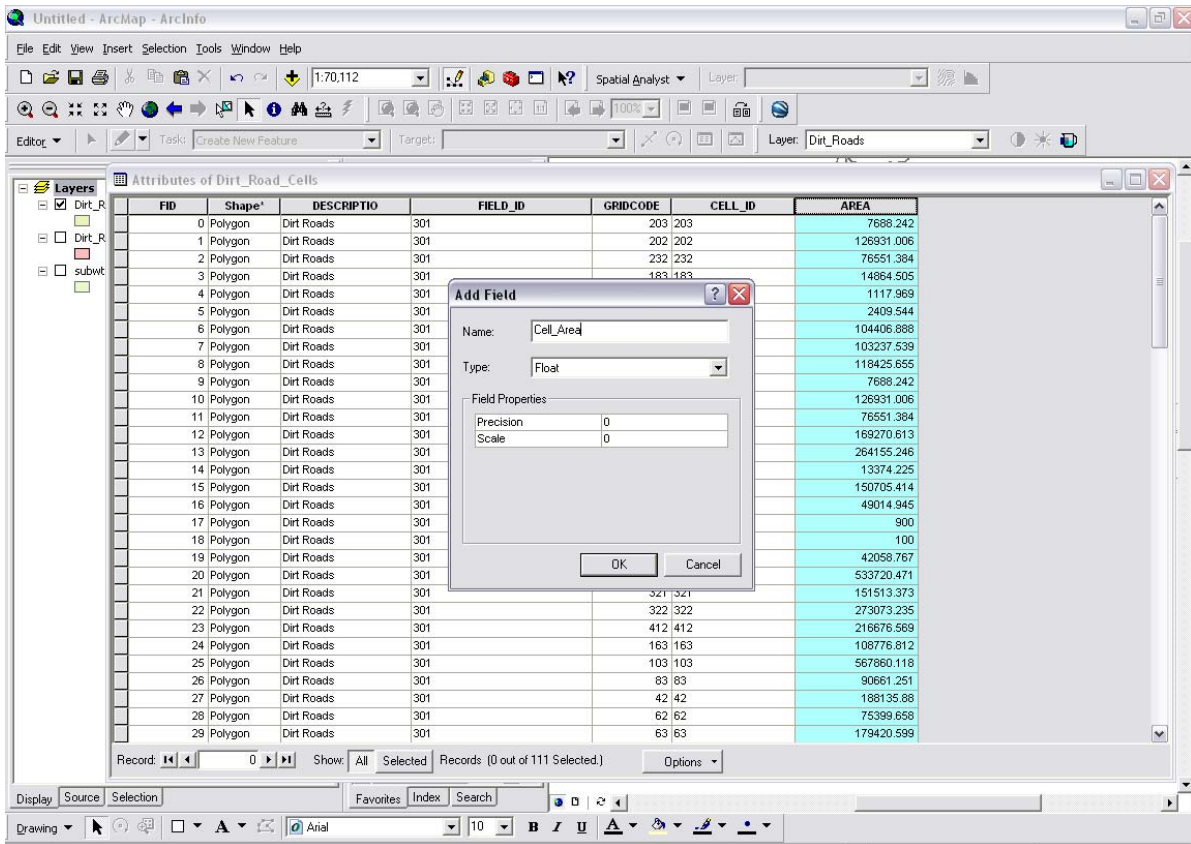 Untitled - ArcMap - ArcInfo
File Edit View Insert Selection Tools Window Help
1:70,112 Spatial Analyst Layer:
100%
Editor Task: Create New Feature Target: Layer: Dirt_Roads
Attributes of Dirt_Road_Cells
Layers
Dirt_R
Dirt_R
subwt
FID Shape* DESCRIPTIO FIELD_ID GRIDCODE CELL_ID AREA
0 Polygon Dirt Roads 301 203 203 7688.242
1 Polygon Dirt Roads 301 202 202 126931.006
2 Polygon Dirt Roads 301 232 232 76551.384
3 Polygon Dirt Roads 301 183 183 14864.505
4 Polygon Dirt Roads 301 1117.969
5 Polygon Dirt Roads 301 2409.544
6 Polygon Dirt Roads 301 104406.888
7 Polygon Dirt Roads 301 103237.539
8 Polygon Dirt Roads 301 118425.655
9 Polygon Dirt Roads 301 7688.242
10 Polygon Dirt Roads 301 126931.006
11 Polygon Dirt Roads 301 76551.384
12 Polygon Dirt Roads 301 169270.613
13 Polygon Dirt Roads 301 264155.246
14 Polygon Dirt Roads 301 13374.225
15 Polygon Dirt Roads 301 150705.414
16 Polygon Dirt Roads 301 49014.945
17 Polygon Dirt Roads 301 900
18 Polygon Dirt Roads 301 100
19 Polygon Dirt Roads 301 42058.767
20 Polygon Dirt Roads 301 533720.471
21 Polygon Dirt Roads 301 321 321 151513.373
22 Polygon Dirt Roads 301 322 322 273073.235
23 Polygon Dirt Roads 301 412 412 216676.569
24 Polygon Dirt Roads 301 163 163 108776.812
25 Polygon Dirt Roads 301 103 103 567860.118
26 Polygon Dirt Roads 301 83 83 90661.251
27 Polygon Dirt Roads 301 42 42 188135.88
28 Polygon Dirt Roads 301 62 62 75399.658
29 Polygon Dirt Roads 301 63 63 179420.599
Add Field
Name: Cell_Area
Type: Float
Field Properties
Precision 0
Scale 0
OK Cancel
Record: 0 Show: All Selected Records (0 out of 111 Selected.) Options
Display Source Selection Favorites Index Search
Drawing A Arial 10 B I U A